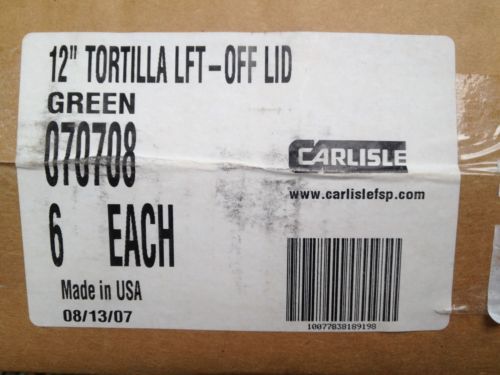 12" TORTILLA LFT-OFF LID
GREEN
070708
CARLISLE
www.carlislefsp.com
6 EACH
Made in USA
08/13/07
10077838189198